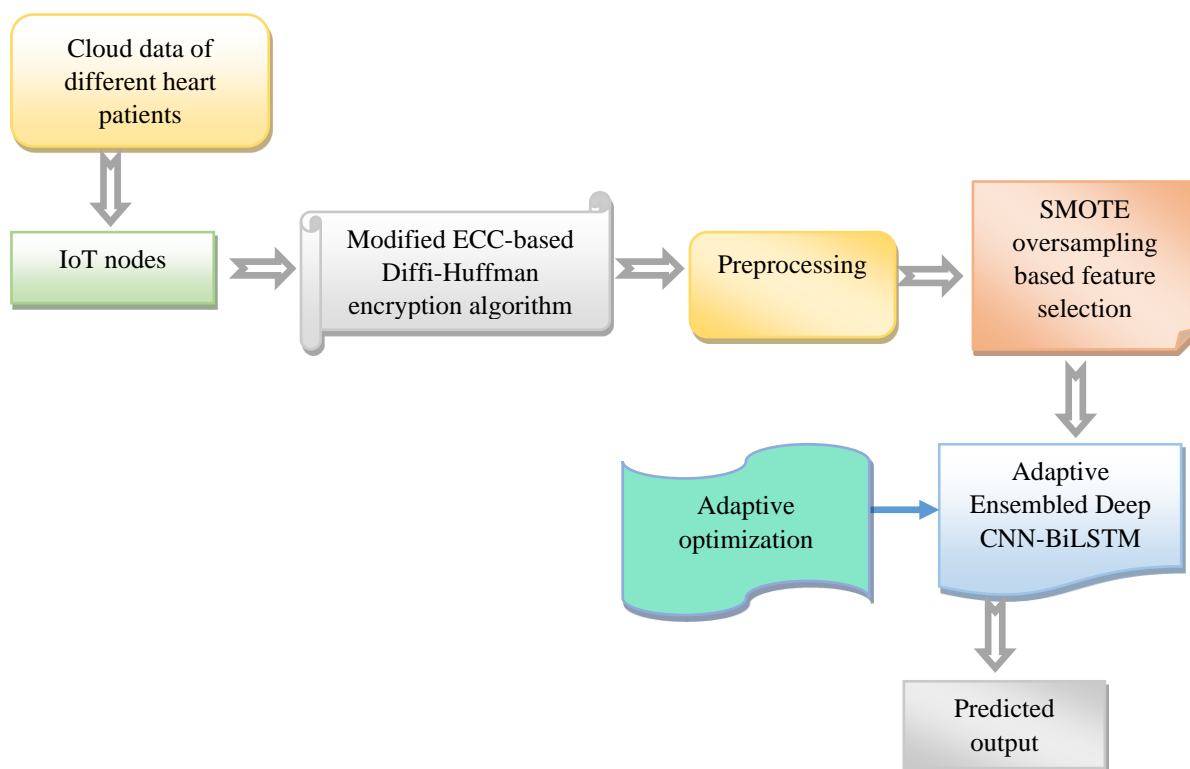 Cloud data of
different heart
patients
IoT nodes
Modified ECC-based
Diffi-Huffman
encryption algorithm
Preprocessing
SMOTE
oversampling
based feature
selection
Adaptive
optimization
Adaptive
Ensembled Deep
CNN-BiLSTM
Predicted
output